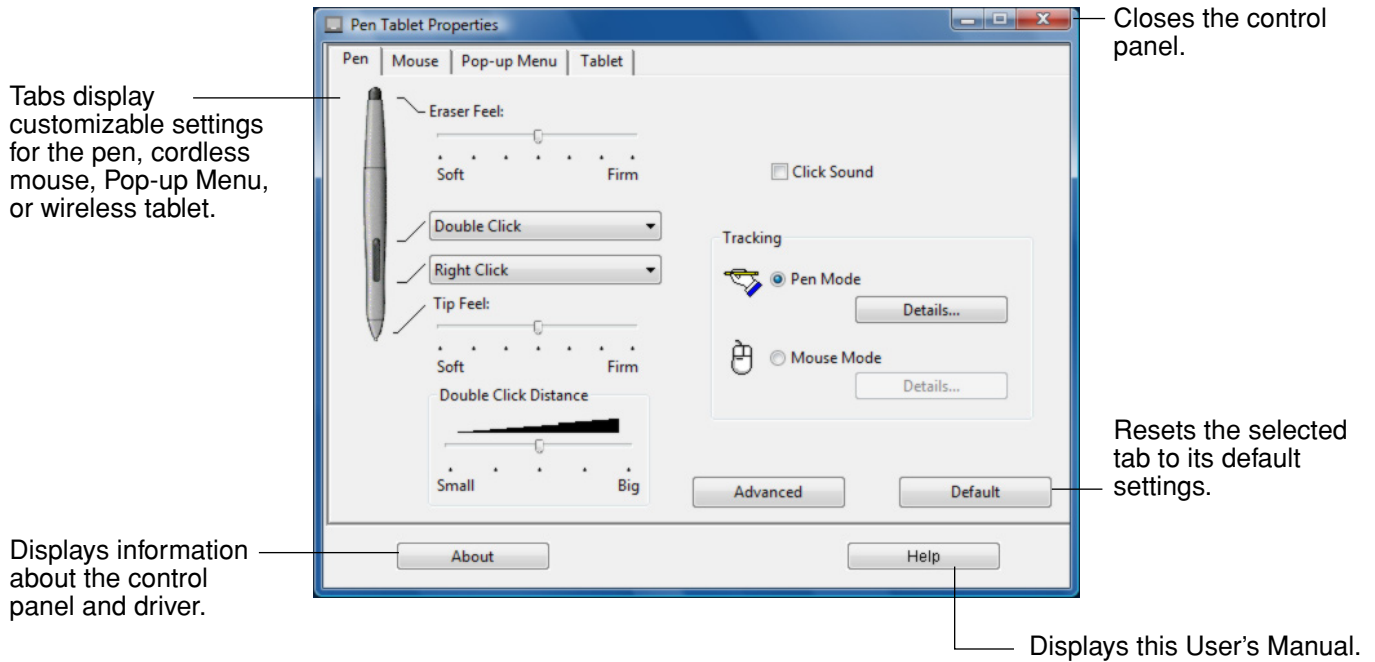 Pen Tablet Properties
Closes the control
panel.
Pen Mouse Pop-up Menu Tablet
Tabs display
customizable settings
for the pen, cordless
mouse, Pop-up Menu,
or wireless tablet.
Eraser Feel:
Soft Firm
Click Sound
Double Click
Right Click
Tip Feel:
Soft Firm
Tracking
Pen Mode
Details...
Mouse Mode
Details...
Double Click Distance
Small Big
Advanced
Default
Resets the selected
tab to its default
settings.
Displays information
about the control
panel and driver.
About
Help
Displays this User's Manual.